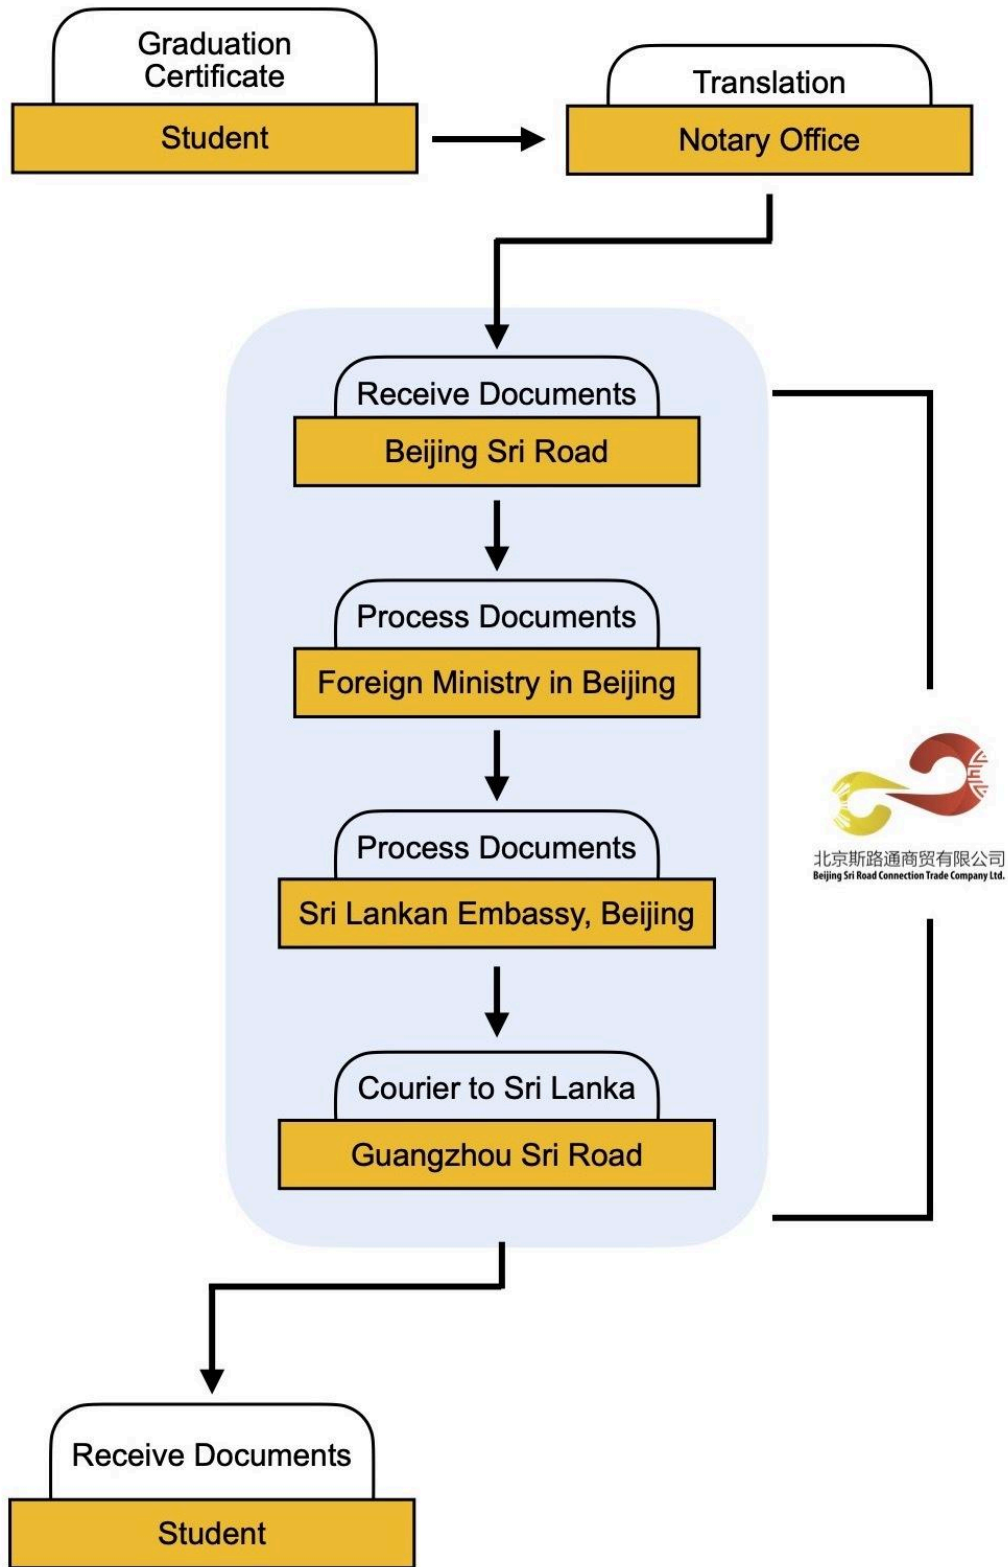 Graduation
Certificate
Student
Translation
Notary Office
Receive Documents
Beijing Sri Road
Process Documents
Foreign Ministry in Beijing
Process Documents
Sri Lankan Embassy, Beijing
Courier to Sri Lanka
Guangzhou Sri Road
北京斯路通商贸有限公司
Beijing Sri Road Connection Trade Company Ltd.
Receive Documents
Student